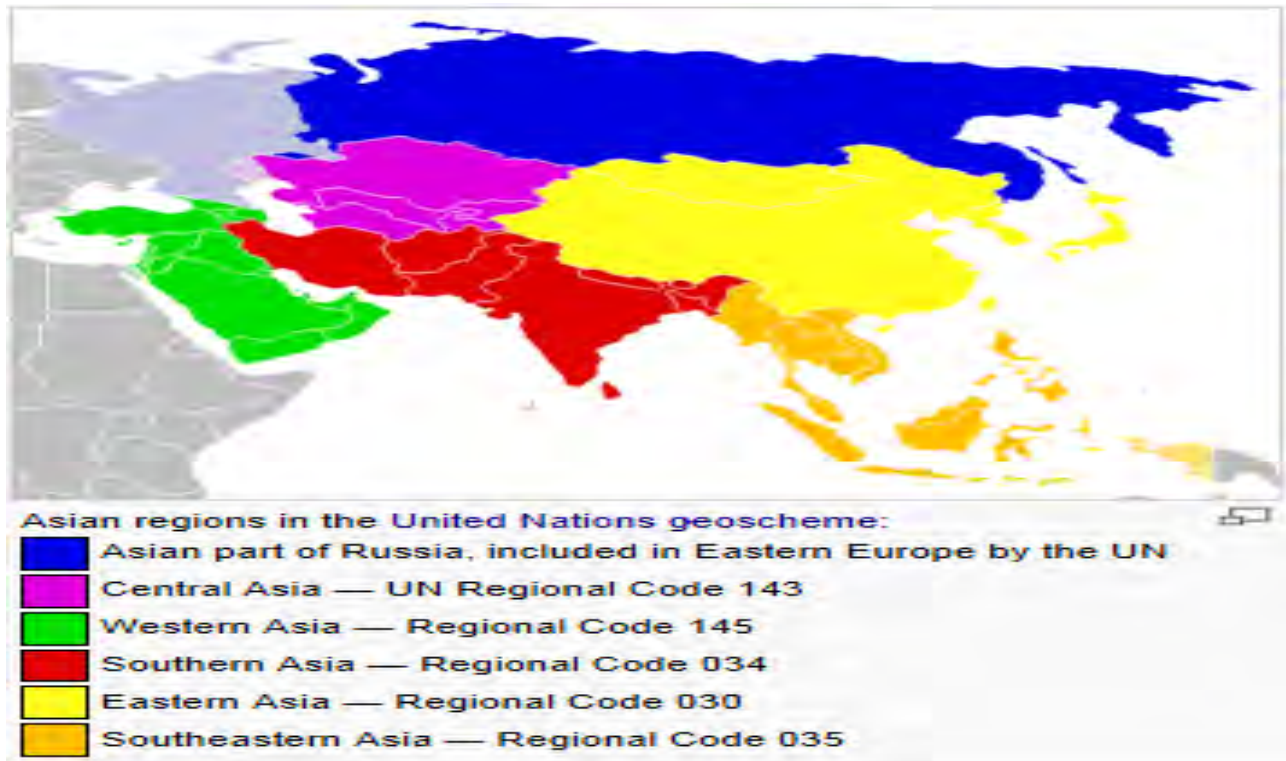 Asian regions in the United Nations geoscheme:
Asian part of Russia, included in Eastern Europe by the UN
Central Asia — UN Regional Code 143
Western Asia — Regional Code 145
Southern Asia — Regional Code 034
Eastern Asia — Regional Code 030
Southeastern Asia — Regional Code 035